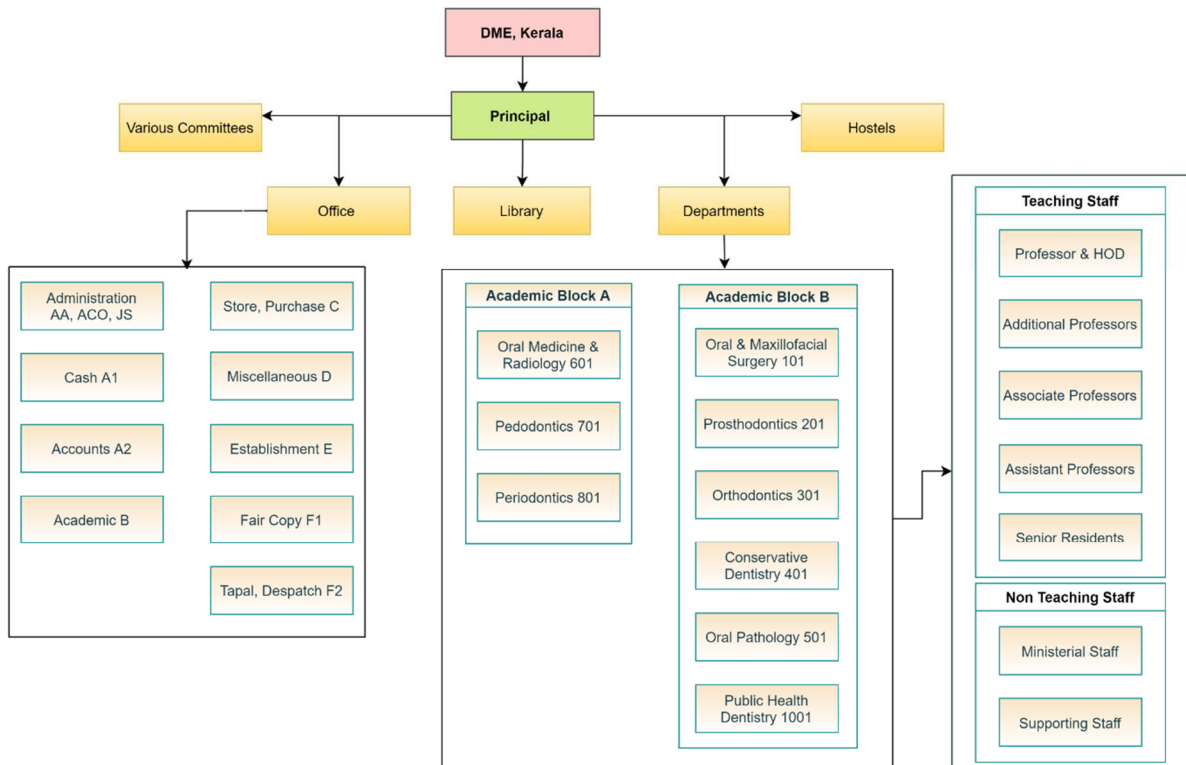 DME, Kerala
Principal
Various Committees
Hostels
Office
Library
Departments
Administration
AA, ACO, JS
Cash A1
Accounts A2
Academic B
Store, Purchase C
Miscellaneous D
Establishment E
Fair Copy F1
Tapal, Despatch F2
Academic Block A
Oral Medicine &
Radiology 601
Pedodontics 701
Periodontics 801
Academic Block B
Oral & Maxillofacial
Surgery 101
Prosthodontics 201
Orthodontics 301
Conservative
Dentistry 401
Oral Pathology 501
Public Health
Dentistry 1001
Teaching Staff
Professor & HOD
Additional Professors
Associate Professors
Assistant Professors
Senior Residents
Non Teaching Staff
Ministerial Staff
Supporting Staff